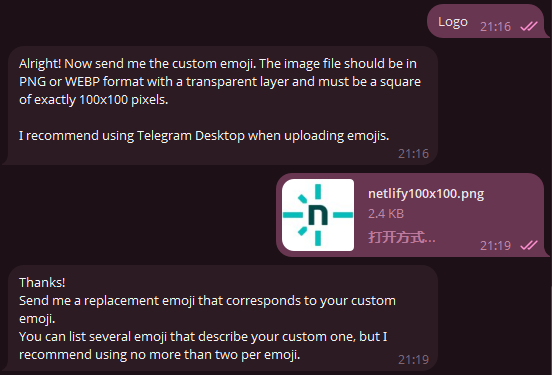 Logo 21:16
Alright! Now send me the custom emoji. The image file should be in
PNG or WEBP format with a transparent layer and must be a square
of exactly 100x100 pixels.
I recommend using Telegram Desktop when uploading emojis.
21:16
n
netlify100x100.png
2.4 KB
打开方式...
21:19
Thanks!
Send me a replacement emoji that corresponds to your custom
emoji.
You can list several emoji that describe your custom one, but I
recommend using no more than two per emoji.
21:19